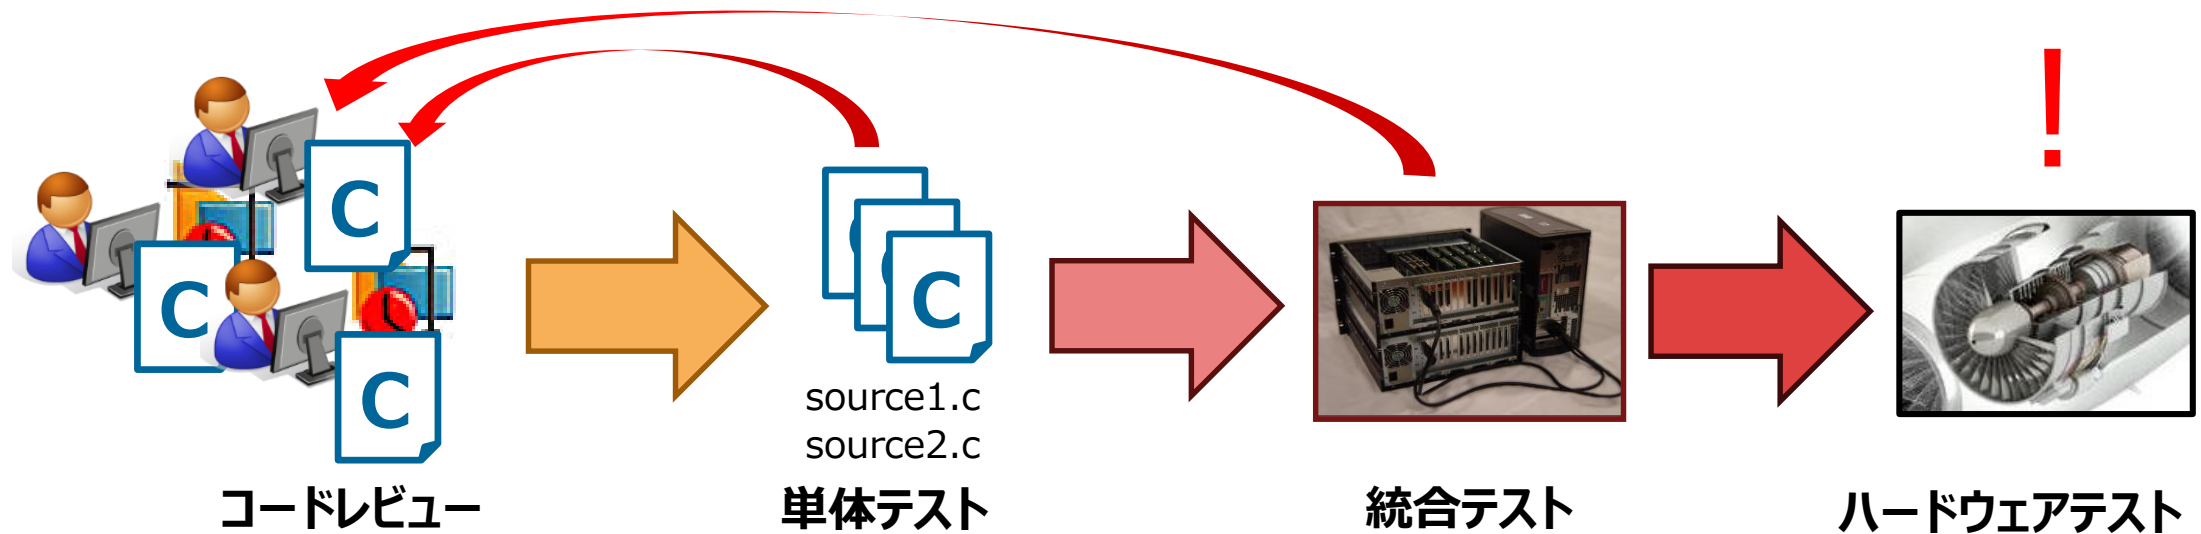 !
C
C
C
C
source1.c
source2.c
コードレビュー
単体テスト
統合テスト
ハードウェアテスト